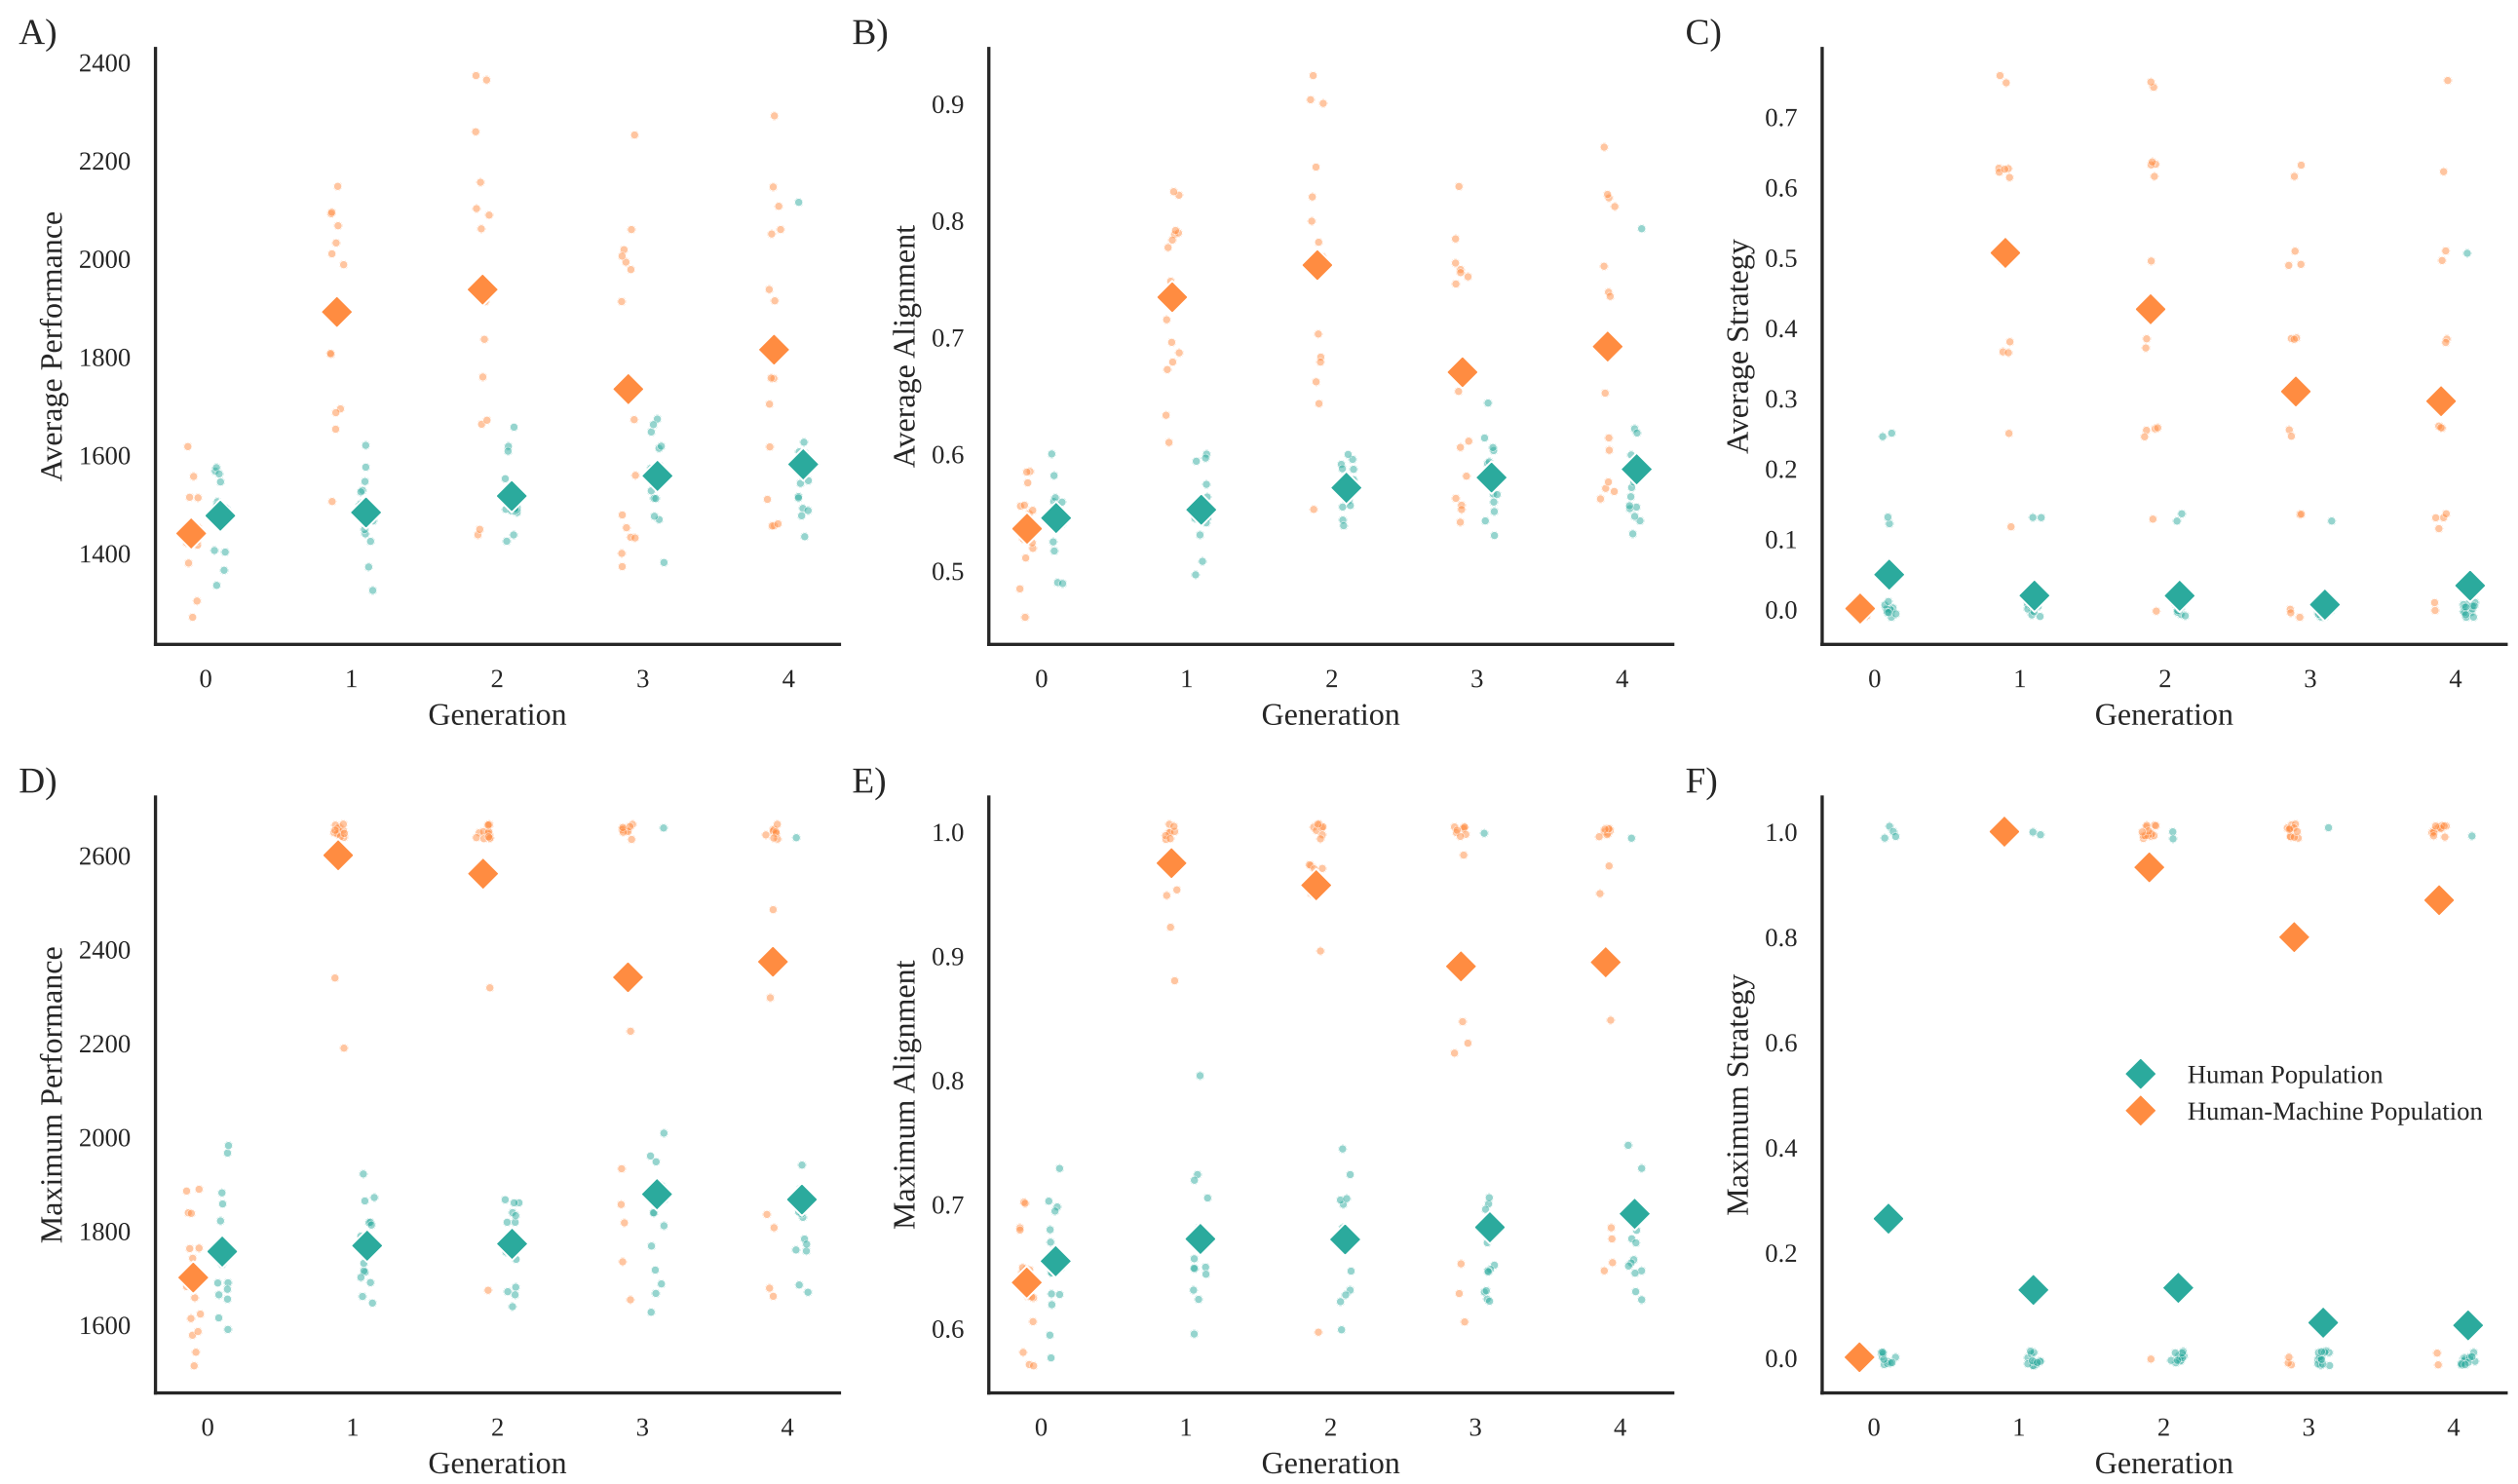 A)
B)
C)
2400
2200
2000
1800
1600
1400
Average Performance
0 1 2 3 4
Generation
0.9
0.8
0.7
0.6
0.5
Average Alignment
0 1 2 3 4
Generation
0.7
0.6
0.5
0.4
0.3
0.2
0.1
0.0
Average Strategy
0 1 2 3 4
Generation
D)
E)
F)
2600
2400
2200
2000
1800
1600
Maximum Performance
0 1 2 3 4
Generation
1.0
0.9
0.8
0.7
0.6
Maximum Alignment
0 1 2 3 4
Generation
1.0
0.8
0.6
0.4
0.2
0.0
Maximum Strategy
Human Population
Human-Machine Population
0 1 2 3 4
Generation